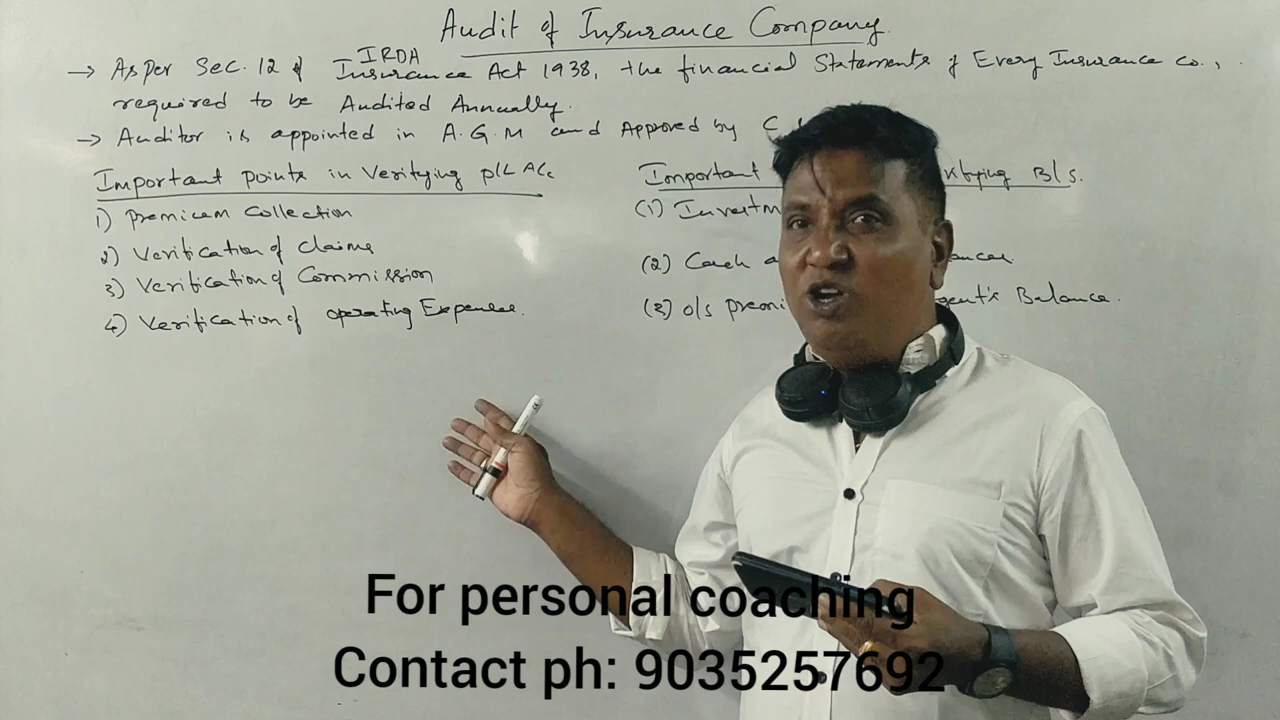 Audit of Insurance Company
IRDA
→ As per Sec. 12 of Insurance Act 1938, the financial Statements of Every Insurance co.,
required to be Audited Annually.
→ Auditor is appointed in A.G.M and Approved by C
Important points in Verifying p/L A/c
1) premium Collection
2) Verification of claims
3) Verification of Commission
4) Verification of operating Expenses.
Important B/s.
(1)
(2) Cash
(3) o/s Balance.
For personal coaching
Contact ph: 9035257692